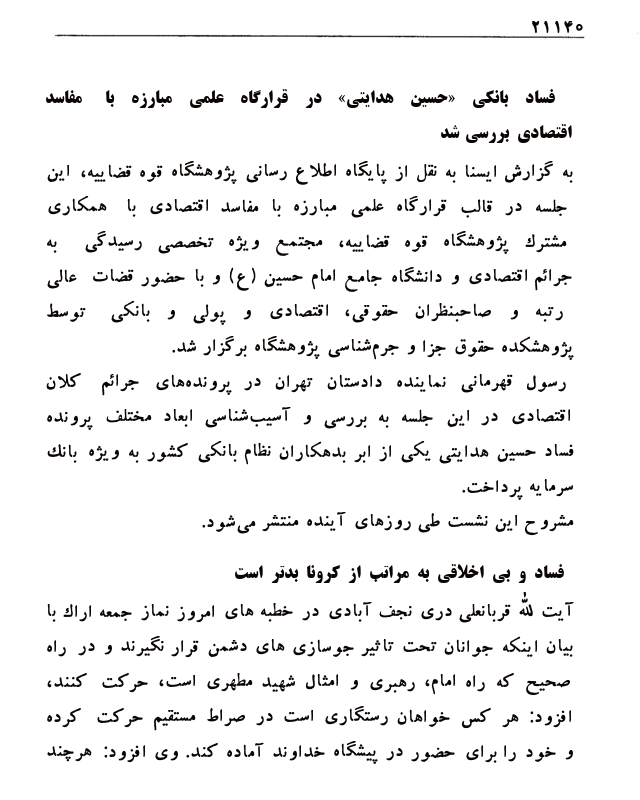 ۲۱۱۴۰
فساد بانکی «حسین هدایتی» در قرارگاه علمی مبارزه با مفاسد
اقتصادی بررسی شد
به گزارش ایسنا به نقل از پایگاه اطلاع رسانی پژوهشگاه قوه قضاییه، این
جلسه در قالب قرارگاه علمی مبارزه با مفاسد اقتصادی با همکاری
مشترك پژوهشگاه قوه قضاییه، مجتمع ویژه تخصصی رسیدگی به
جرائم اقتصادی و دانشگاه جامع امام حسین (ع) و با حضور قضات عالی
رتبه و صاحبنظران حقوقی، اقتصادی و پولی و بانکی توسط
پژوهشکده حقوق جزا و جرم‌شناسی پژوهشگاه برگزار شد.
رسول قهرمانی نماینده دادستان تهران در پرونده‌های جرائم کلان
اقتصادی در این جلسه به بررسی و آسیب‌شناسی ابعاد مختلف پرونده
فساد حسین هدایتی یکی از ابر بدهکاران نظام بانکی کشور به ویژه بانك
سرمایه پرداخت.
مشروح این نشست طی روزهای آینده منتشر می‌شود.
فساد و بی اخلاقی به مراتب از کرونا بدتر است
آیت لله قربانعلی دری نجف آبادی در خطبه های امروز نماز جمعه اراك با
بیان اینکه جوانان تحت تاثیر جوسازی های دشمن قرار نگیرند و در راه
صحیح که راه امام، رهبری و امثال شهید مطهری است، حرکت کنند،
افزود: هر کس خواهان رستگاری است در صراط مستقیم حرکت کرده
و خود را برای حضور در پیشگاه خداوند آماده کند. وی افزود: هرچند